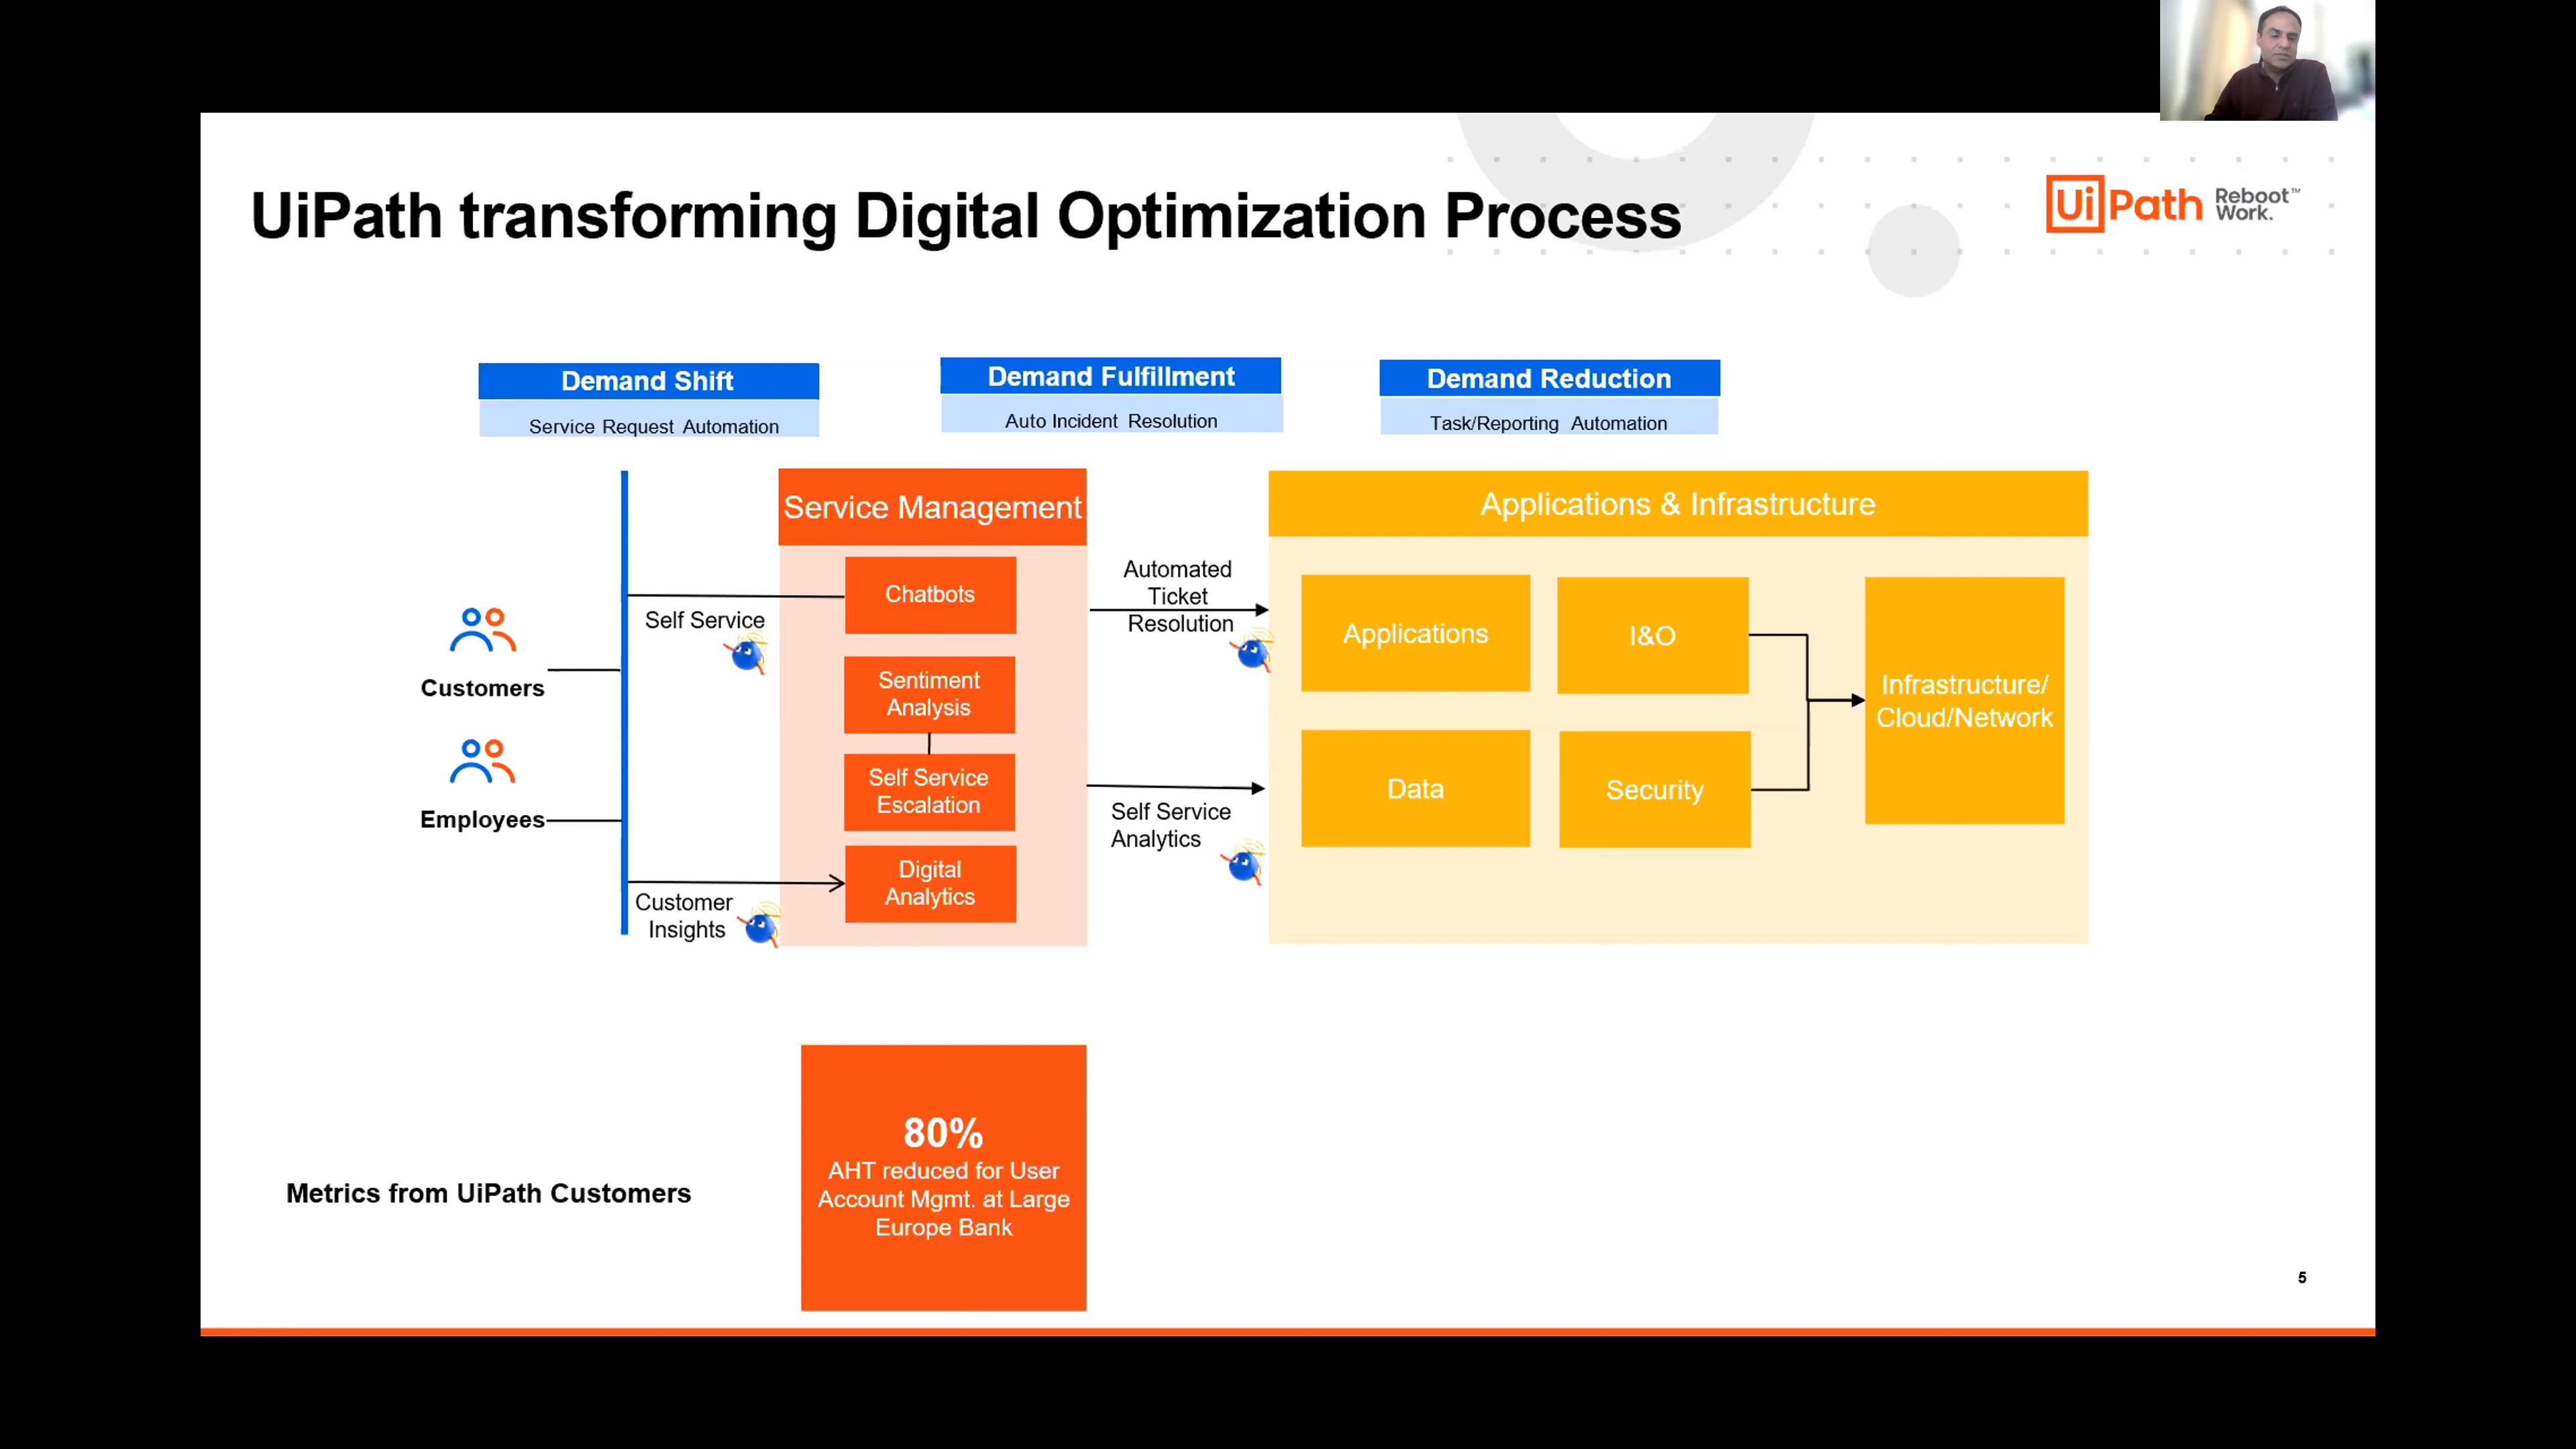 UiPath transforming Digital Optimization Process
UiPath Reboot™
Work.
Demand Shift
Service Request Automation
Demand Fulfillment
Auto Incident Resolution
Demand Reduction
Task/Reporting Automation
Customers
Employees
Self Service
Customer
Insights
Service Management
Chatbots
Sentiment
Analysis
Self Service
Escalation
Digital
Analytics
Automated
Ticket
Resolution
Self Service
Analytics
Applications & Infrastructure
Applications
I&O
Data
Security
Infrastructure/
Cloud/Network
Metrics from UiPath Customers
80%
AHT reduced for User
Account Mgmt. at Large
Europe Bank
5